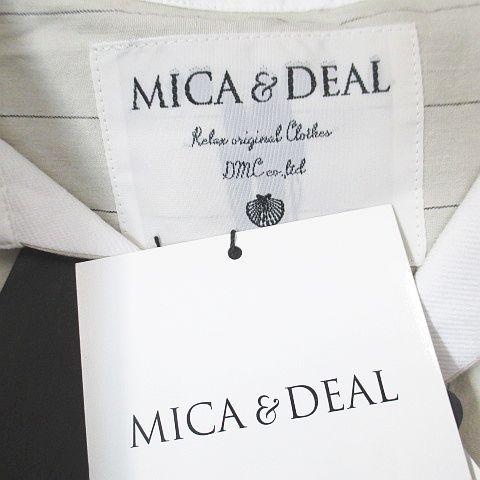 MICA & DEAL
Relax original Clothes
DMC co.,ltd
MICA & DEAL